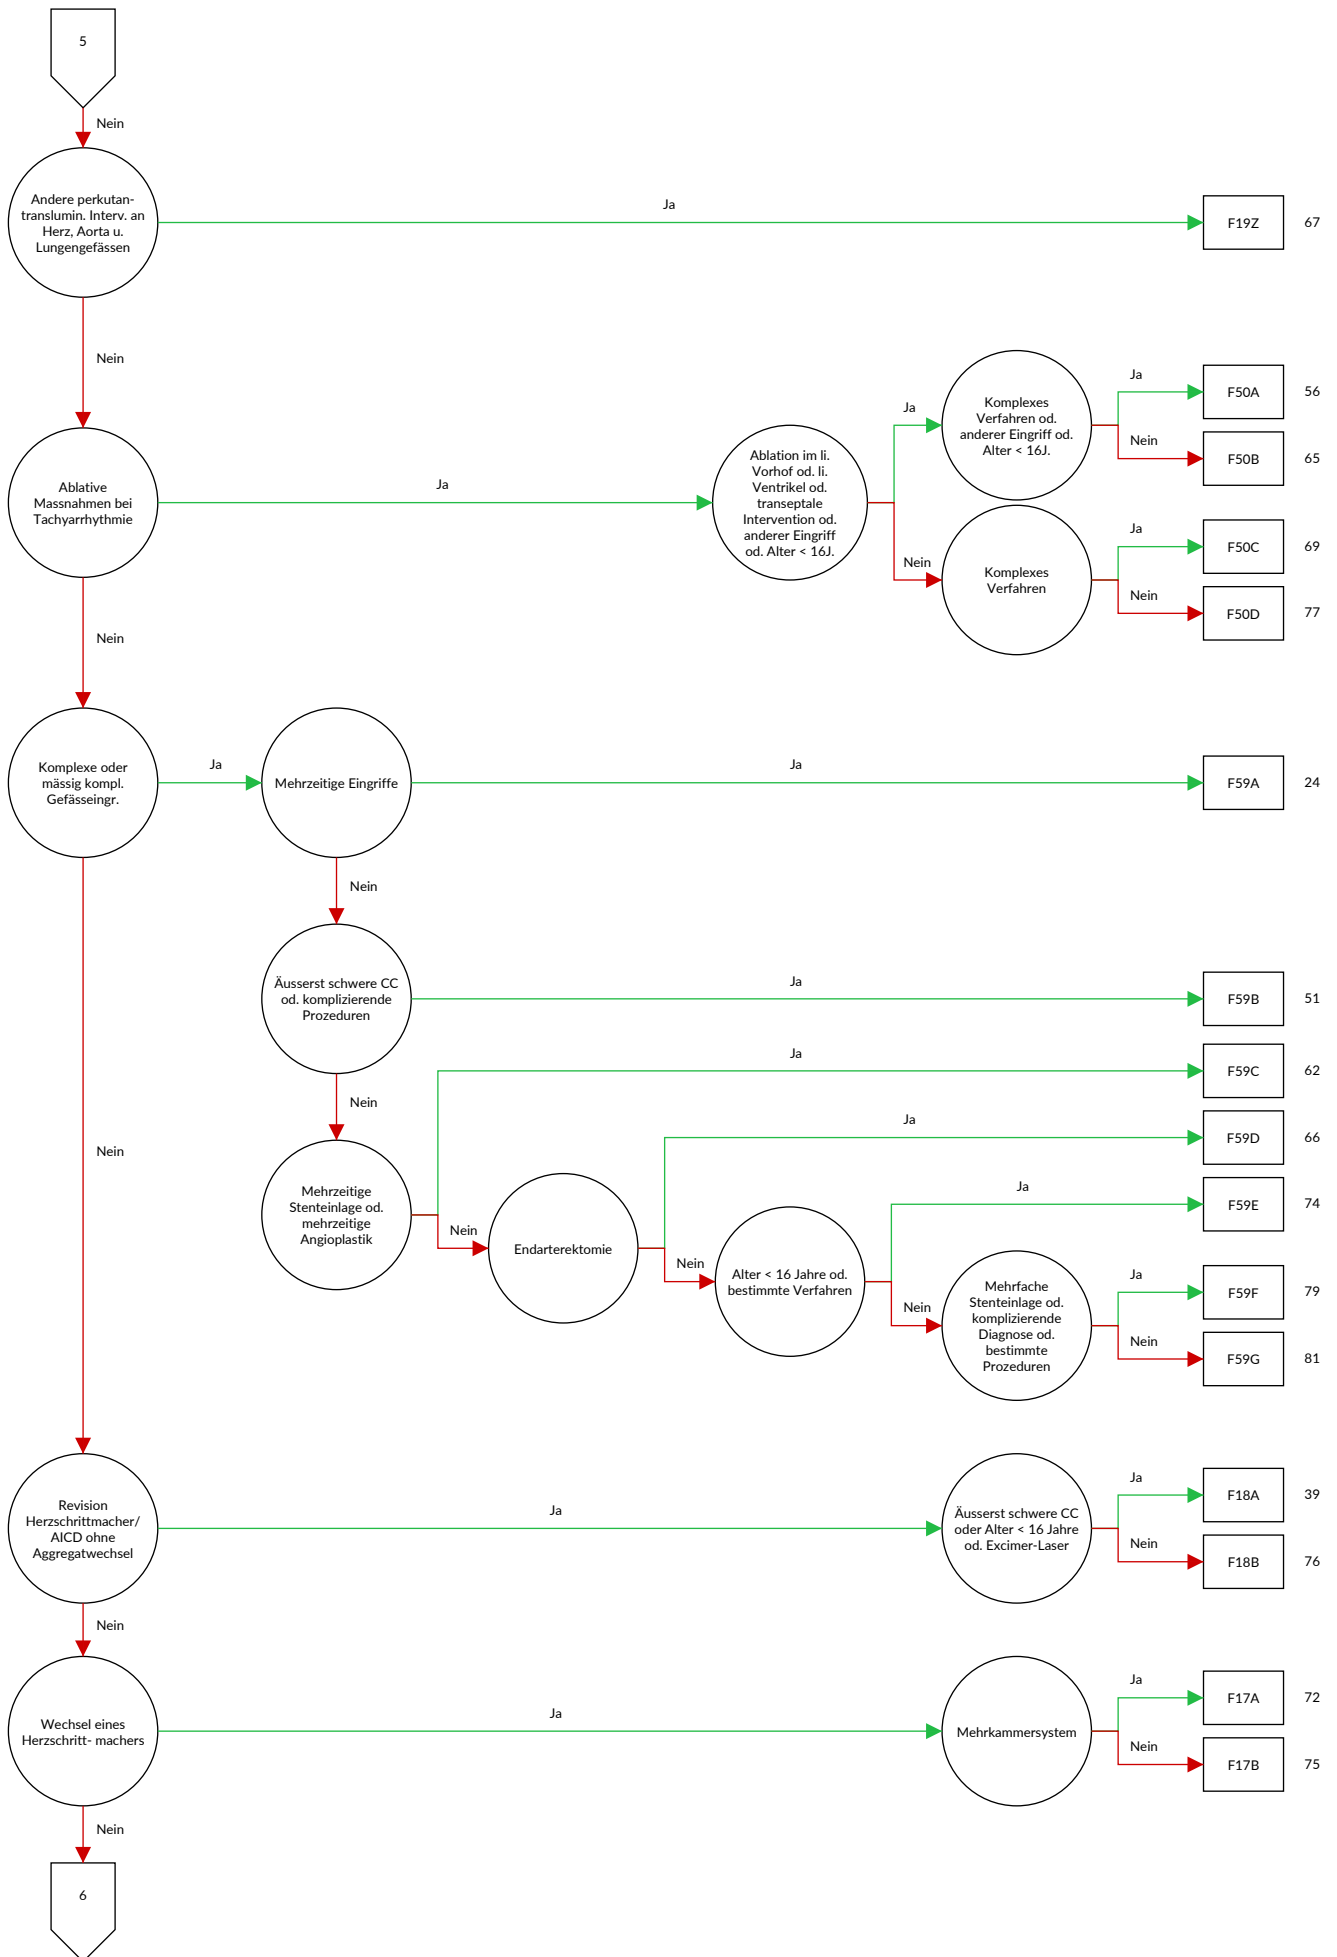 5
Nein
Andere perkutan-
translumin. Interv. an
Herz, Aorta u.
Lungengefässen
Ja
F19Z
67
Nein
Ablative
Massnahmen bei
Tachyarrhythmie
Ja
Ablation im li.
Vorhof od. li.
Ventrikel od.
transeptale
Intervention od.
anderer Eingriff
od. Alter < 16J.
Ja
Komplexes
Verfahren od.
anderer Eingriff od.
Alter < 16J.
Ja
F50A
56
Nein
F50B
65
Nein
Komplexes
Verfahren
Ja
F50C
69
Nein
F50D
77
Nein
Komplexe oder
mässig kompl.
Gefässeingr.
Ja
Mehrzeitige Eingriffe
Ja
F59A
24
Nein
Äusserst schwere CC
od. komplizierende
Prozeduren
Ja
F59B
51
Nein
Mehrzeitige
Stenteinlage od.
mehrzeitige
Angioplastik
Ja
F59C
62
Nein
Endarterektomie
Ja
F59D
66
Nein
Alter < 16 Jahre od.
bestimmte Verfahren
Ja
F59E
74
Nein
Mehrfache
Stenteinlage od.
komplizierende
Diagnose od.
bestimmte
Prozeduren
Ja
F59F
79
Nein
F59G
81
Nein
Revision
Herzschrittmacher/
AICD ohne
Aggregatwechsel
Ja
Äusserst schwere CC
oder Alter < 16 Jahre
od. Excimer-Laser
Ja
F18A
39
Nein
F18B
76
Nein
Wechsel eines
Herzschritt- machers
Ja
Mehrkammersystem
Ja
F17A
72
Nein
F17B
75
Nein
6